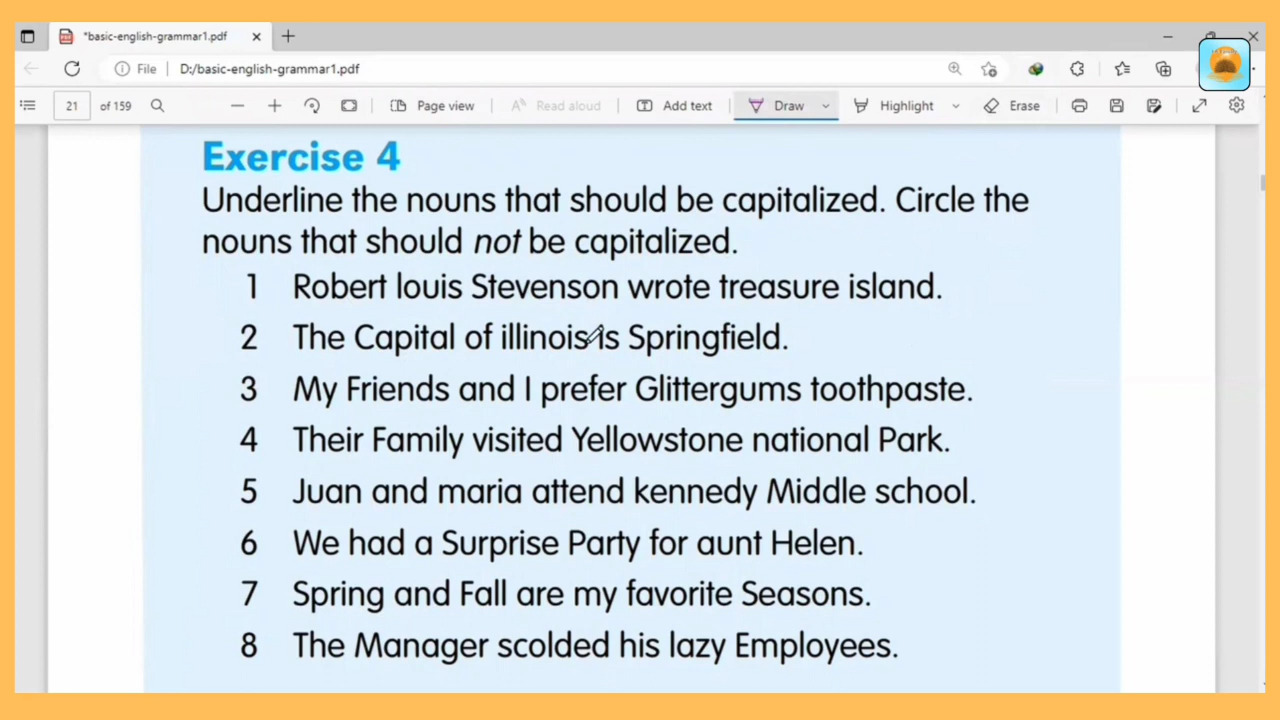 *basic-english-grammar1.pdf
File D:/basic-english-grammar1.pdf
21 of 159 Page view Read aloud Add text Draw Highlight Erase
Exercise 4
Underline the nouns that should be capitalized. Circle the
nouns that should not be capitalized.
1 Robert louis Stevenson wrote treasure island.
2 The Capital of illinois is Springfield.
3 My Friends and I prefer Glittergums toothpaste.
4 Their Family visited Yellowstone national Park.
5 Juan and maria attend kennedy Middle school.
6 We had a Surprise Party for aunt Helen.
7 Spring and Fall are my favorite Seasons.
8 The Manager scolded his lazy Employees.